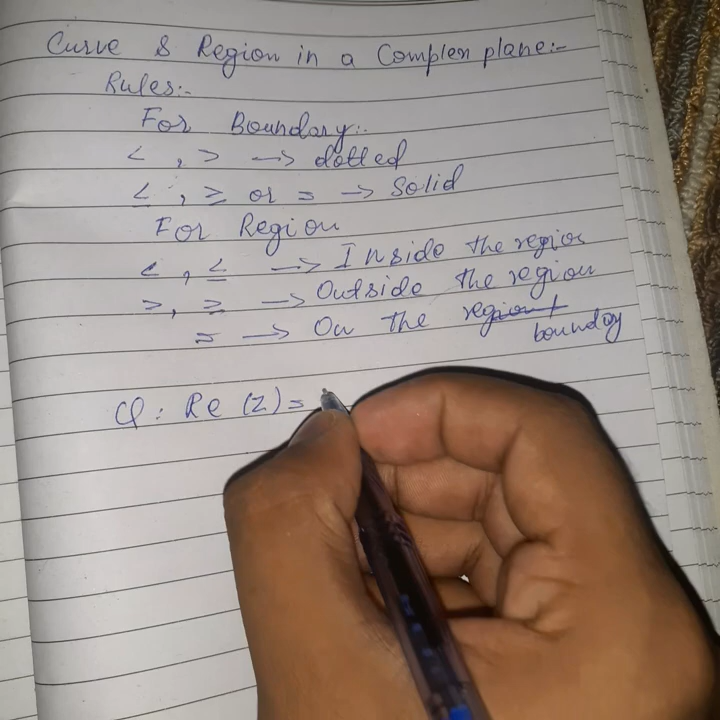 Curve & Region in a Complex plane:-
Rules:-
For Boundary:-
<, > → dotted
≤, ≥ or = → Solid
For Region
<, ≤ → Inside the region
>, ≥ → Outside the region
= → On the region boundary
Q: Re (Z) =